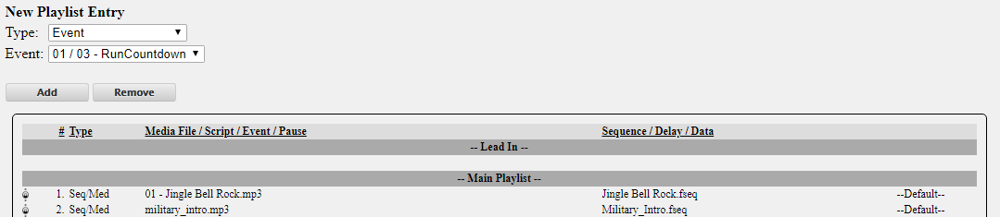 New Playlist Entry
Type: Event
Event: 01 / 03 - RunCountdown
Add Remove
# Type Media File / Script / Event / Pause Sequence / Delay / Data
-- Lead In --
-- Main Playlist --
1. Seq/Med 01 - Jingle Bell Rock.mp3 Jingle Bell Rock.fseq --Default--
2. Seq/Med military_intro.mp3 Military_Intro.fseq --Default--